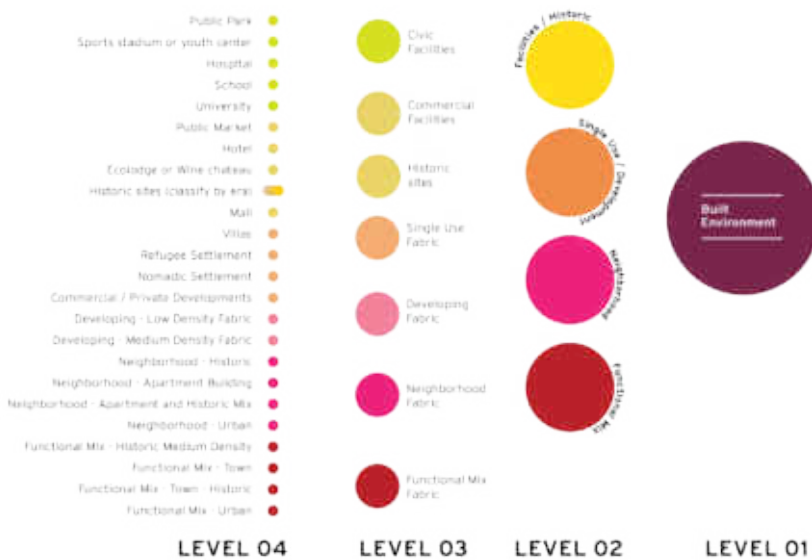 Public Park
Sports stadium or youth center
Hospital
School
University
Public Market
Hotel
Ecolodge or Wine chateau
Historic sites (classify by era)
Mall
Villas
Refugee Settlement
Nomadic Settlement
Commercial / Private Developments
Developing - Low Density Fabric
Developing - Medium Density Fabric
Neighborhood - Historic
Neighborhood - Apartment Building
Neighborhood - Apartment and Historic Mix
Neighborhood - Urban
Functional Mix - Historic Medium Density
Functional Mix - Town
Functional Mix - Town - Historic
Functional Mix - Urban
LEVEL 04
Civic
Facilities
Commercial
Facilities
Historic
sites
Single Use
Fabric
Developing
Fabric
Neighborhood
Fabric
Functional Mix
Fabric
LEVEL 03
Facilities / Historic
Single Use / Development
Neighborhood
Functional Mix
LEVEL 02
Built
Environment
LEVEL 01